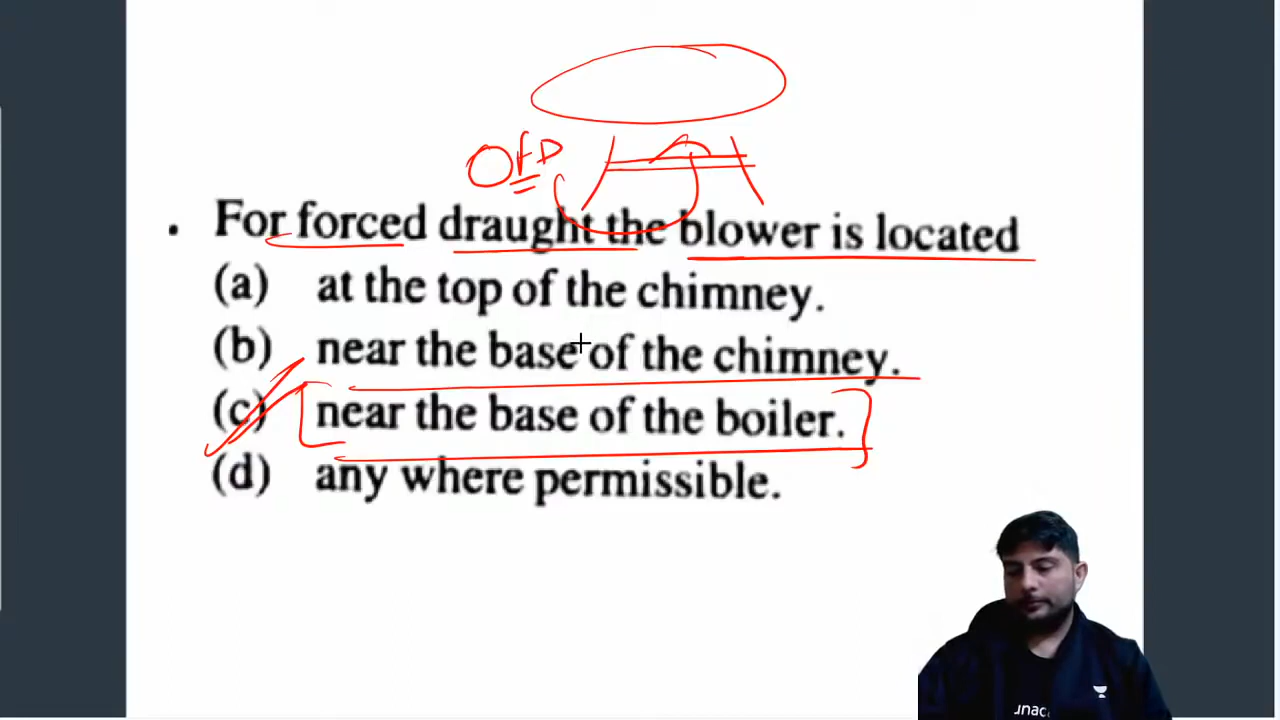 OFD
. For forced draught the blower is located
(a) at the top of the chimney.
(b) near the base of the chimney.
(c) near the base of the boiler.
(d) any where permissible.
unac